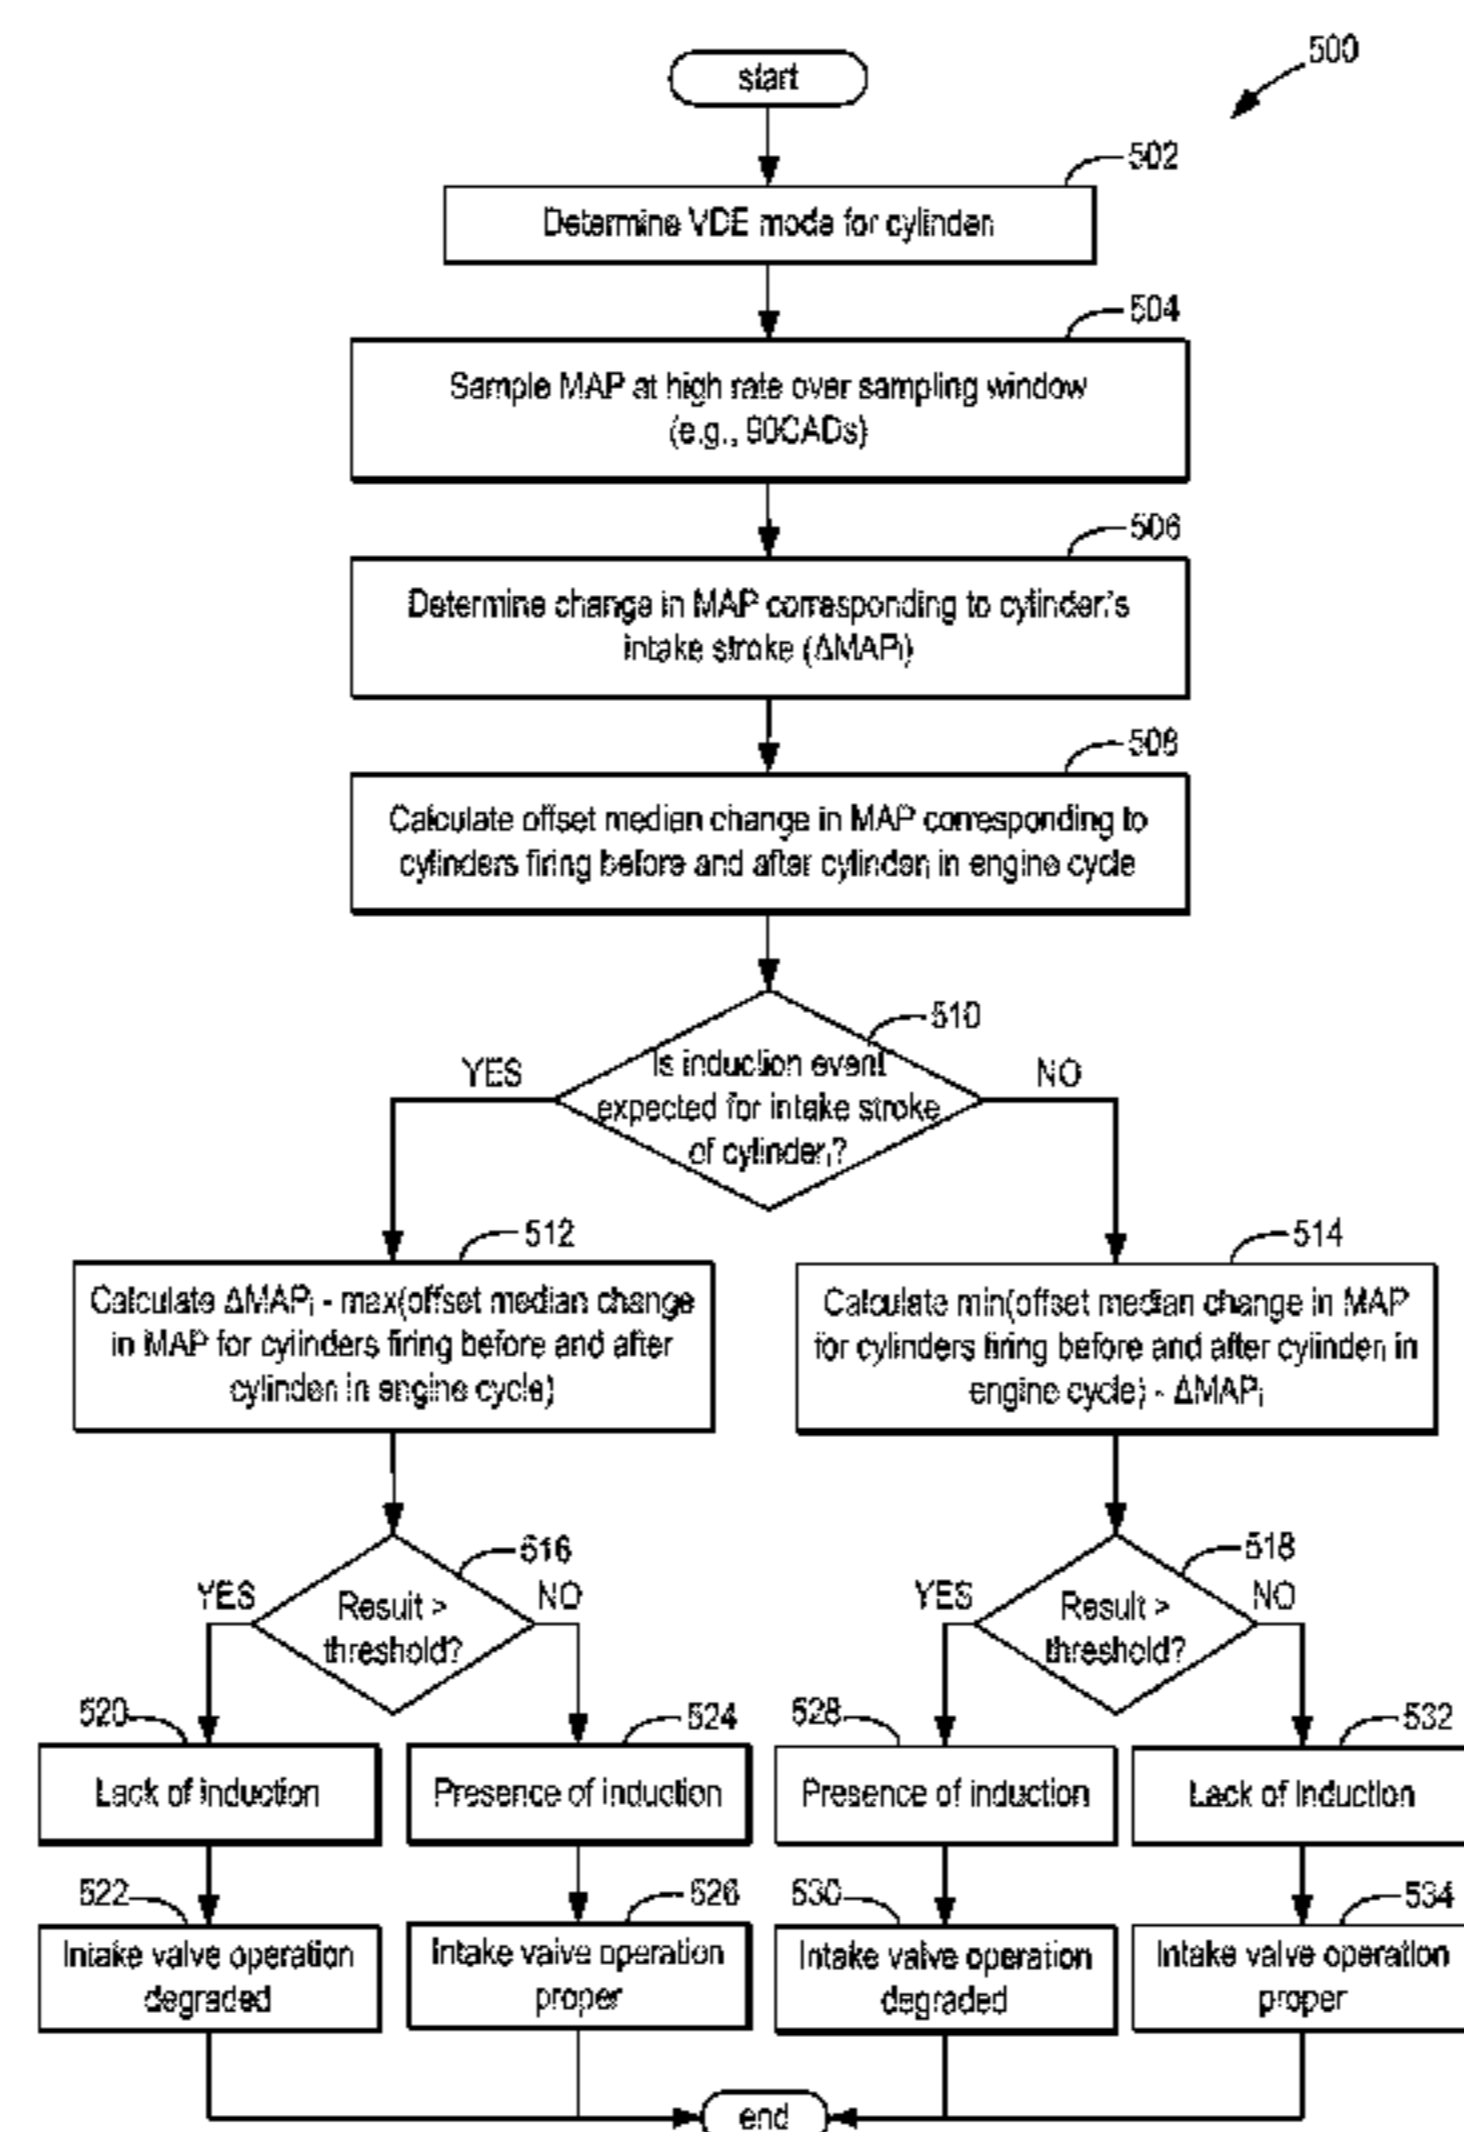 500
start
502
Determine VDE mode for cylinderᵢ
504
Sample MAP at high rate over sampling window
(e.g., 90CADs)
506
Determine change in MAP corresponding to cylinderᵢ's
intake stroke (ΔMAPᵢ)
508
Calculate offset median change in MAP corresponding to
cylinders firing before and after cylinderᵢ in engine cycle
510
YES
NO
Is induction event
expected for intake stroke
of cylinderᵢ?
512
Calculate ΔMAPᵢ - max(offset median change
in MAP for cylinders firing before and after
cylinderᵢ in engine cycle)
514
Calculate min(offset median change in MAP
for cylinders firing before and after cylinderᵢ in
engine cycle) - ΔMAPᵢ
516
YES
NO
Result >
threshold?
518
YES
NO
Result >
threshold?
520
Lack of induction
524
Presence of induction
528
Presence of induction
532
Lack of induction
522
Intake valve operation
degraded
526
Intake valve operation
proper
530
Intake valve operation
degraded
534
Intake valve operation
proper
end